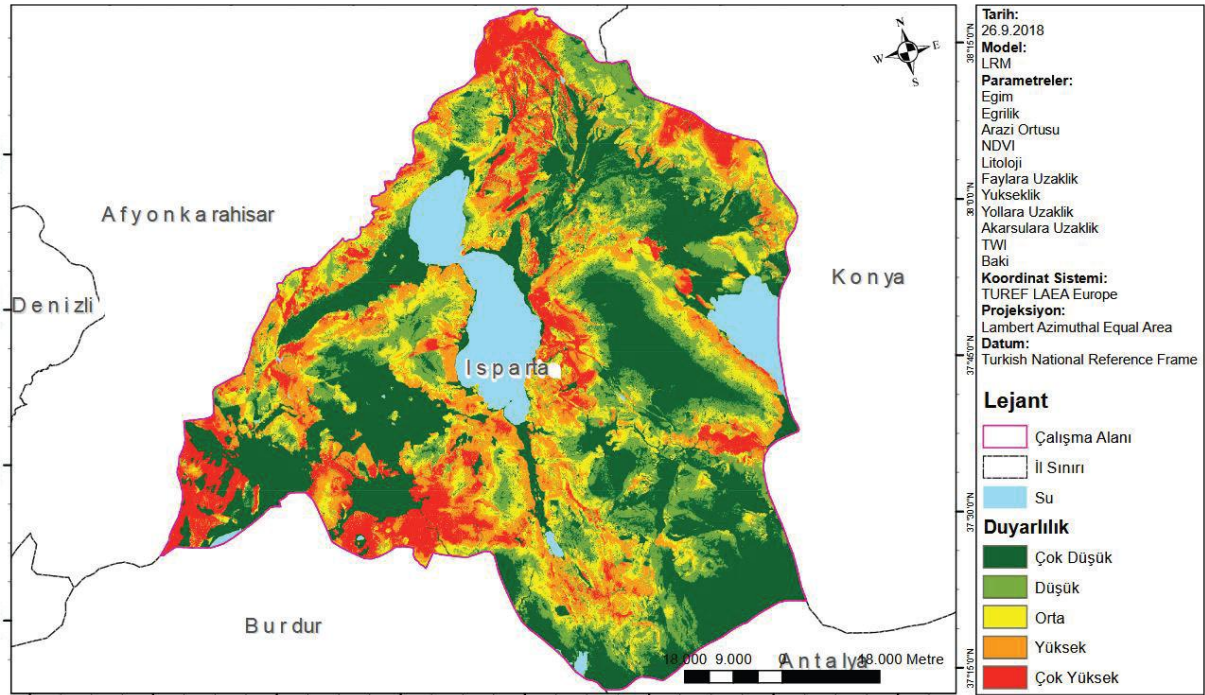 Afyonkarahisar
Denizli
Konya
Isparta
Burdur
Antalya
N
W
E
S
18.000 9.000 0 18.000 Metre
38°15'0"N
38°0'0"N
37°45'0"N
37°30'0"N
37°15'0"N
Tarih:
26.9.2018
Model:
LRM
Parametreler:
Egim
Egrilik
Arazi Ortusu
NDVI
Litoloji
Faylara Uzaklik
Yukseklik
Yollara Uzaklik
Akarsulara Uzaklik
TWI
Baki
Koordinat Sistemi:
TUREF LAEA Europe
Projeksiyon:
Lambert Azimuthal Equal Area
Datum:
Turkish National Reference Frame
Lejant
Çalışma Alanı
İl Sınırı
Su
Duyarlılık
Çok Düşük
Düşük
Orta
Yüksek
Çok Yüksek